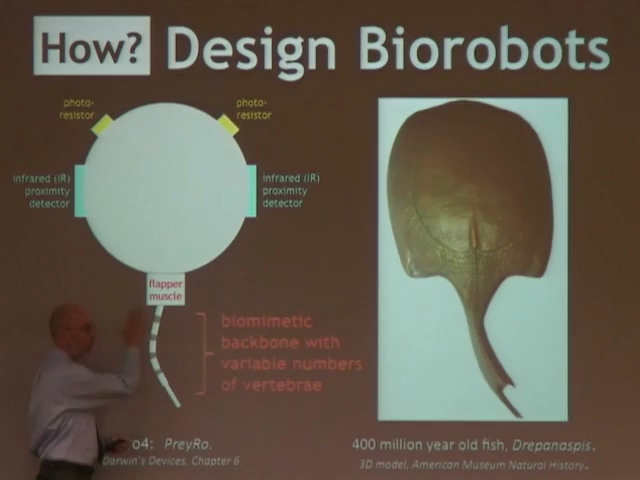 How? Design Biorobots
photo-
resistor
photo-
resistor
infrared (IR)
proximity
detector
infrared (IR)
proximity
detector
flapper
muscle
biomimetic
backbone with
variable numbers
of vertebrae
o4: PreyRo.
Darwin's Devices, Chapter 6
400 million year old fish, Drepanaspis.
3D model, American Museum Natural History.